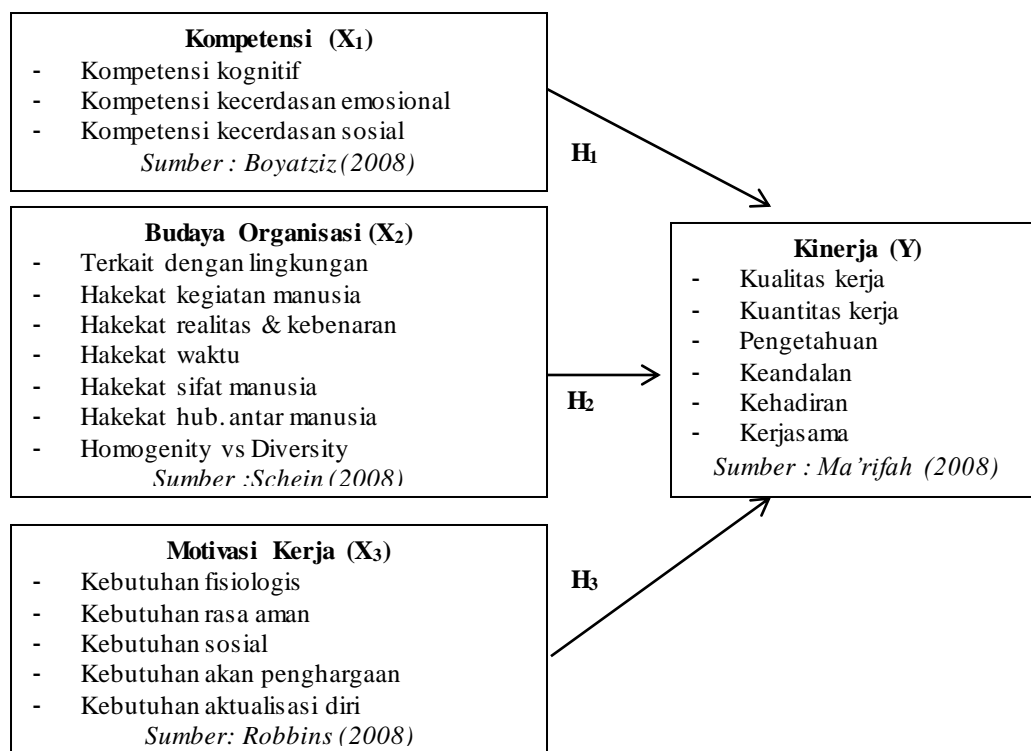 Kompetensi (X₁)
- Kompetensi kognitif
- Kompetensi kecerdasan emosional
- Kompetensi kecerdasan sosial
Sumber : Boyatziz (2008)
H₁
Budaya Organisasi (X₂)
- Terkait dengan lingkungan
- Hakekat kegiatan manusia
- Hakekat realitas & kebenaran
- Hakekat waktu
- Hakekat sifat manusia
- Hakekat hub. antar manusia
- Homogenity vs Diversity
Sumber :Schein (2008)
H₂
Kinerja (Y)
- Kualitas kerja
- Kuantitas kerja
- Pengetahuan
- Keandalan
- Kehadiran
- Kerjasama
Sumber : Ma’rifah (2008)
Motivasi Kerja (X₃)
- Kebutuhan fisiologis
- Kebutuhan rasa aman
- Kebutuhan sosial
- Kebutuhan akan penghargaan
- Kebutuhan aktualisasi diri
Sumber: Robbins (2008)
H₃